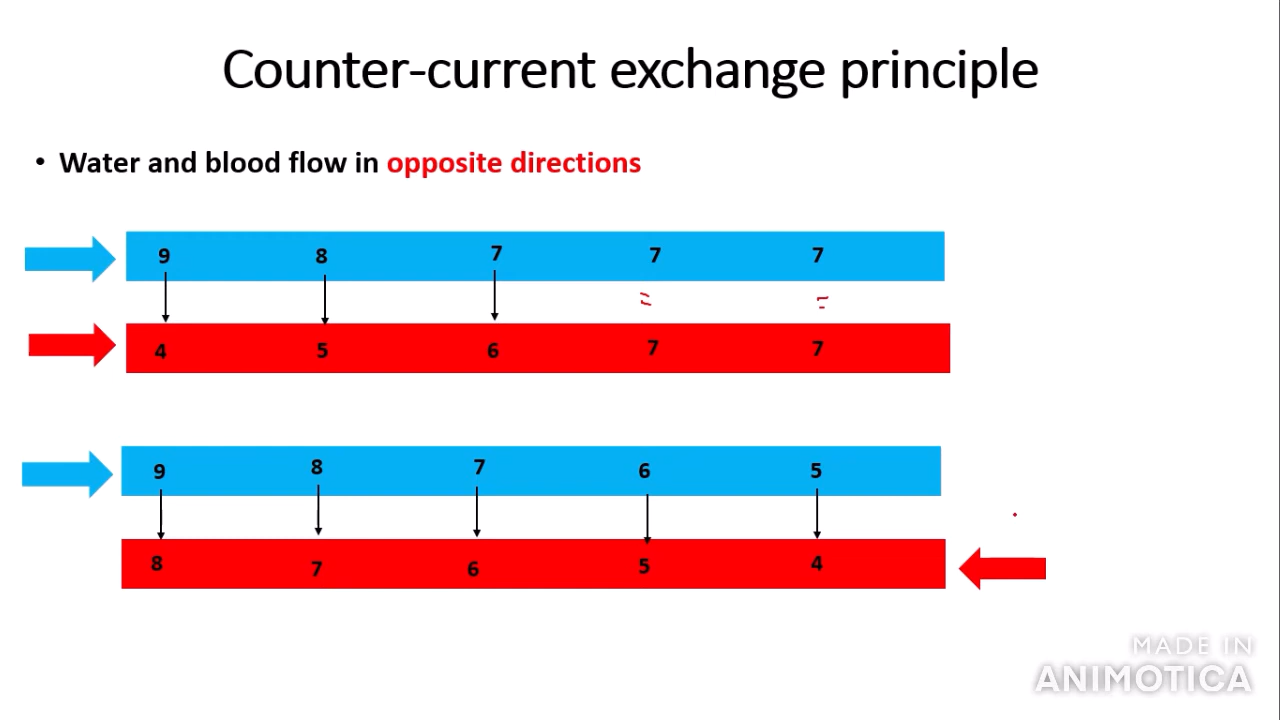 Counter-current exchange principle
• Water and blood flow in opposite directions
9 8 7 7 7
4 5 6 7 7
9 8 7 6 5
8 7 6 5 4
MADE IN
ANIMOTICA